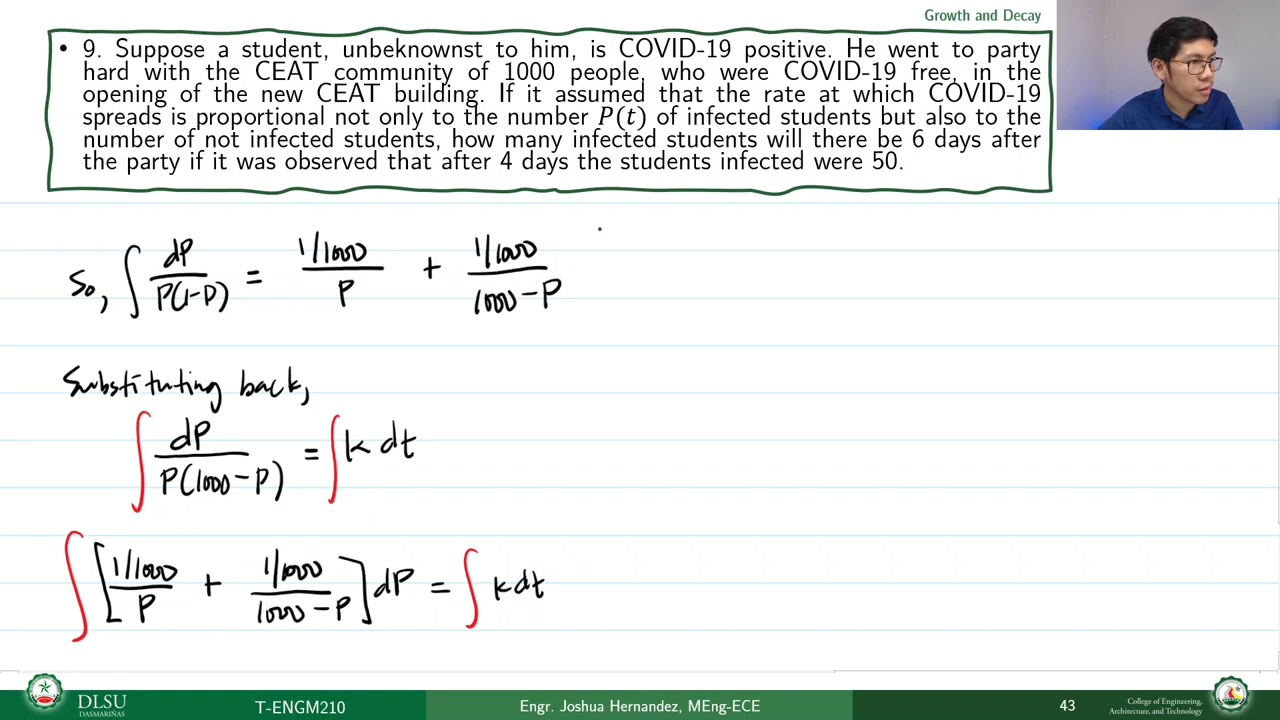 Growth and Decay
• 9. Suppose a student, unbeknownst to him, is COVID-19 positive. He went to party
hard with the CEAT community of 1000 people, who were COVID-19 free, in the
opening of the new CEAT building. If it assumed that the rate at which COVID-19
spreads is proportional not only to the number P(t) of infected students but also to the
number of not infected students, how many infected students will there be 6 days after
the party if it was observed that after 4 days the students infected were 50.
So, ∫ dP/P(1-P) = (1/1000)/P + (1/1000)/(1000-P)
Substituting back,
∫ dP/P(1000-P) = ∫ k dt
∫ [(1/1000)/P + (1/1000)/(1000-P)] dP = ∫ k dt
DLSU
DASMARIÑAS
T-ENGM210
Engr. Joshua Hernandez, MEng-ECE
43
College of Engineering,
Architecture, and Technology